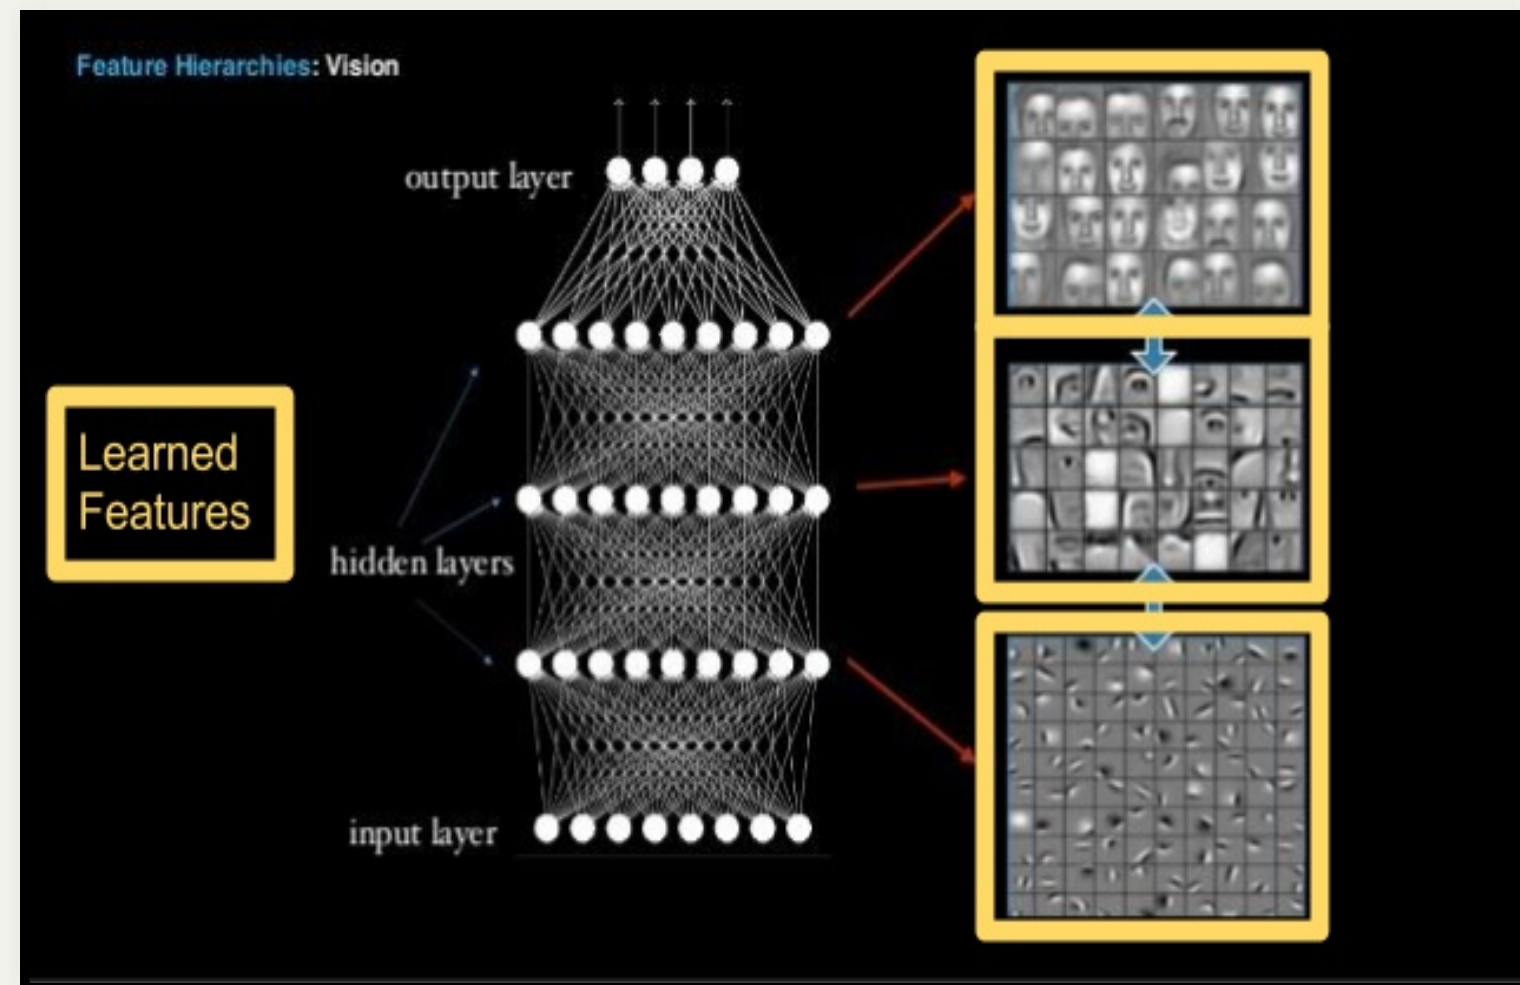 Feature Hierarchies: Vision
output layer
Learned
Features
hidden layers
input layer